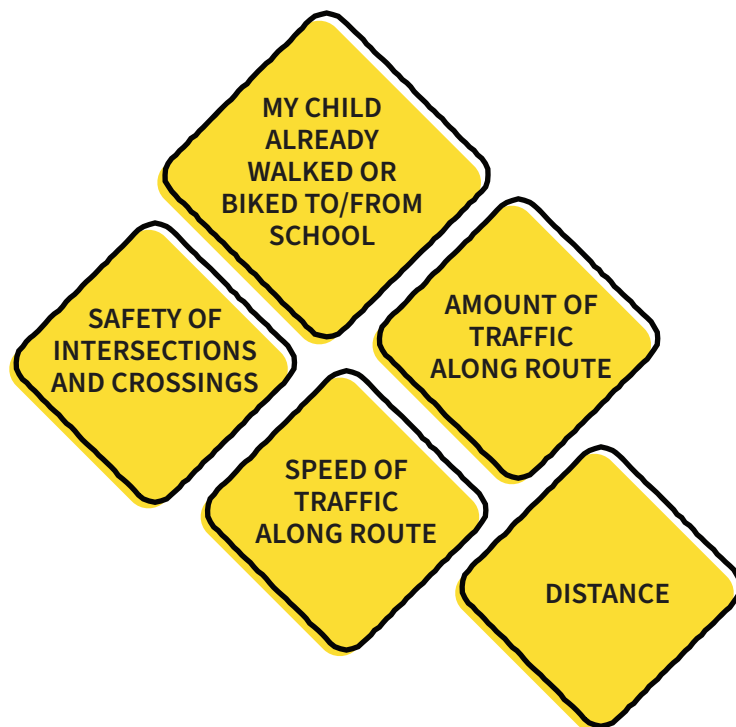 MY CHILD
ALREADY
WALKED OR
BIKED TO/FROM
SCHOOL
SAFETY OF
INTERSECTIONS
AND CROSSINGS
AMOUNT OF
TRAFFIC
ALONG ROUTE
SPEED OF
TRAFFIC
ALONG ROUTE
DISTANCE